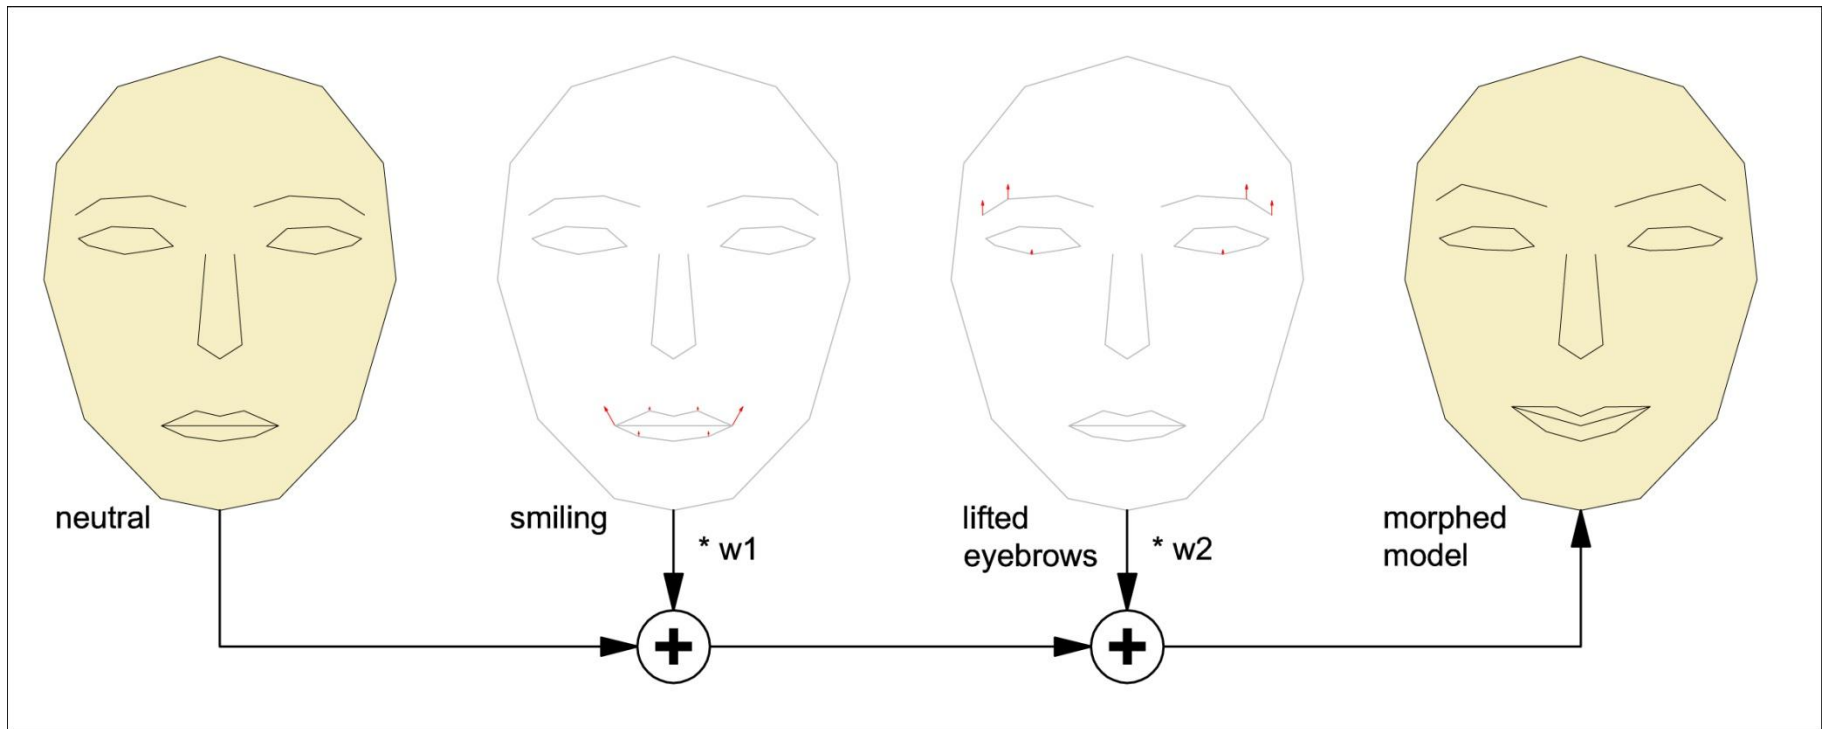 neutral
smiling
* w1
lifted
eyebrows
* w2
morphed
model